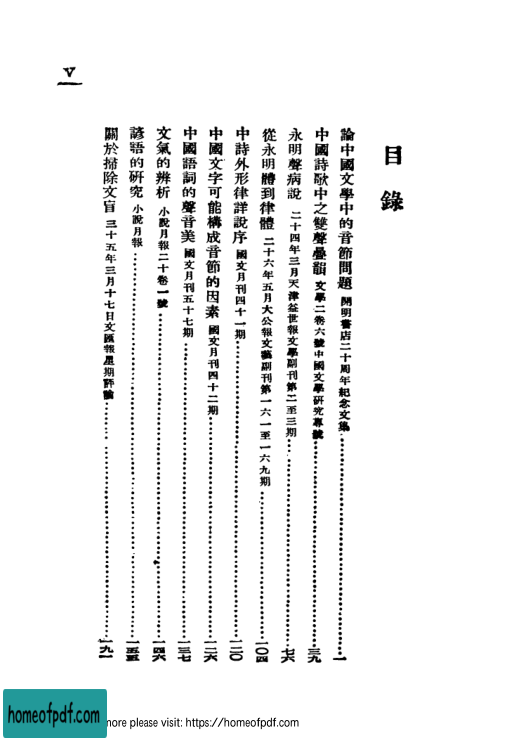 V
目錄
論中國文學中的音節問題 開明書店二十周年紀念文集 一
中國詩歌中之雙聲疊韻 文學二卷六號中國文學研究專號 三九
永明聲病說 二十四年三月天津益世報文學副刊第二至三期 七六
從永明體到律體 二十六年五月大公報文藝副刊第一六一至一六九期 一〇四
中詩外形律詳說序 國文月刊四十一期 一二〇
中國文字可能構成音節的因素 國文月刊四十二期 一二六
中國語詞的聲音美 國文月刊五十七期 一三七
文氣的辨析 小說月報二十卷一號 一四六
諺語的研究 小說月報 一五五
關於掃除文盲 三十五年三月十七日文匯報星期評論 一九一
homeofpdf.com
more please visit: https://homeofpdf.com